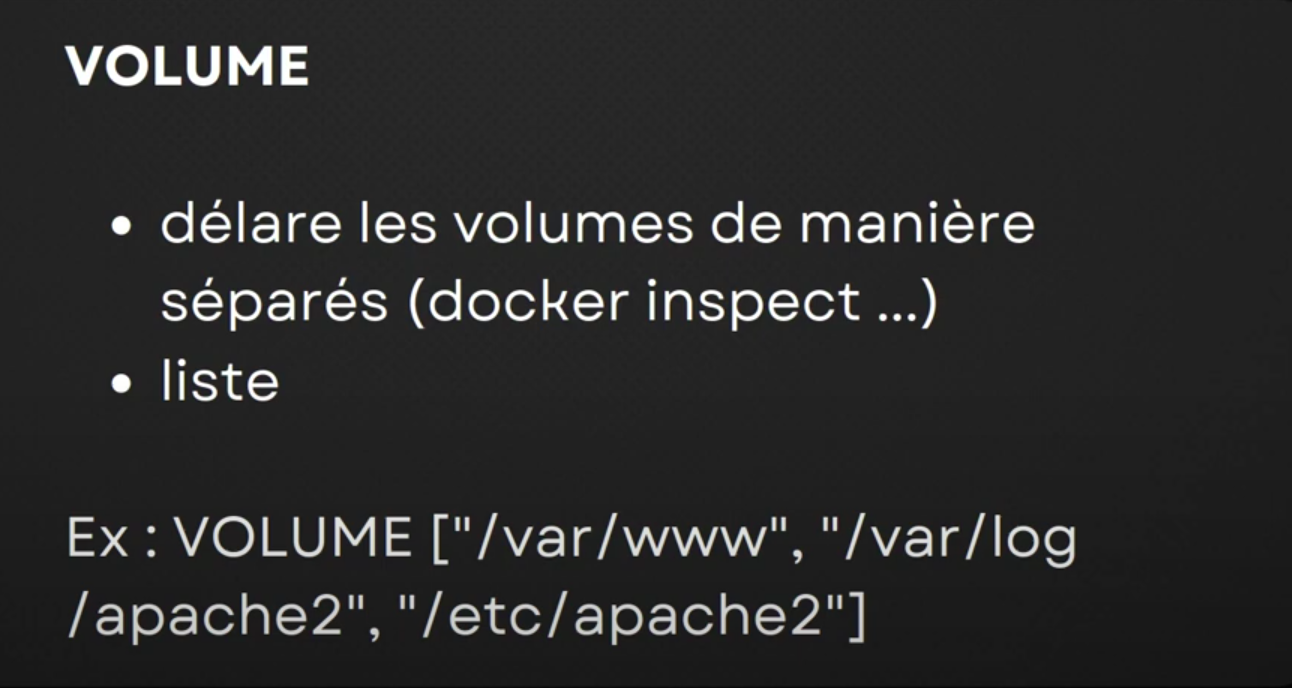 VOLUME
• délare les volumes de manière
séparés (docker inspect ...)
• liste
Ex : VOLUME ["/var/www", "/var/log
/apache2", "/etc/apache2"]